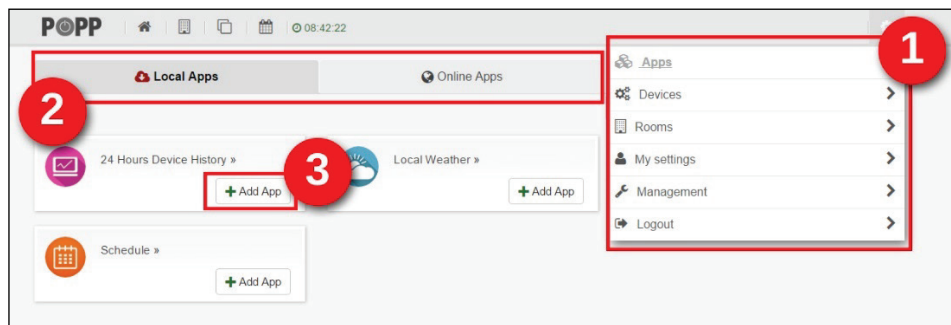 POPP 08:42:22
1
Apps
Local Apps
Online Apps
Devices
2
Rooms
24 Hours Device History »
3
Local Weather »
My settings
+ Add App
+ Add App
Management
Logout
Schedule »
+ Add App